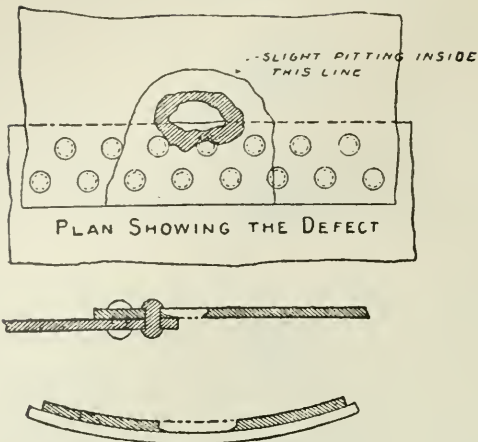 SLIGHT PITTING INSIDE
THIS LINE
PLAN SHOWING THE DEFECT